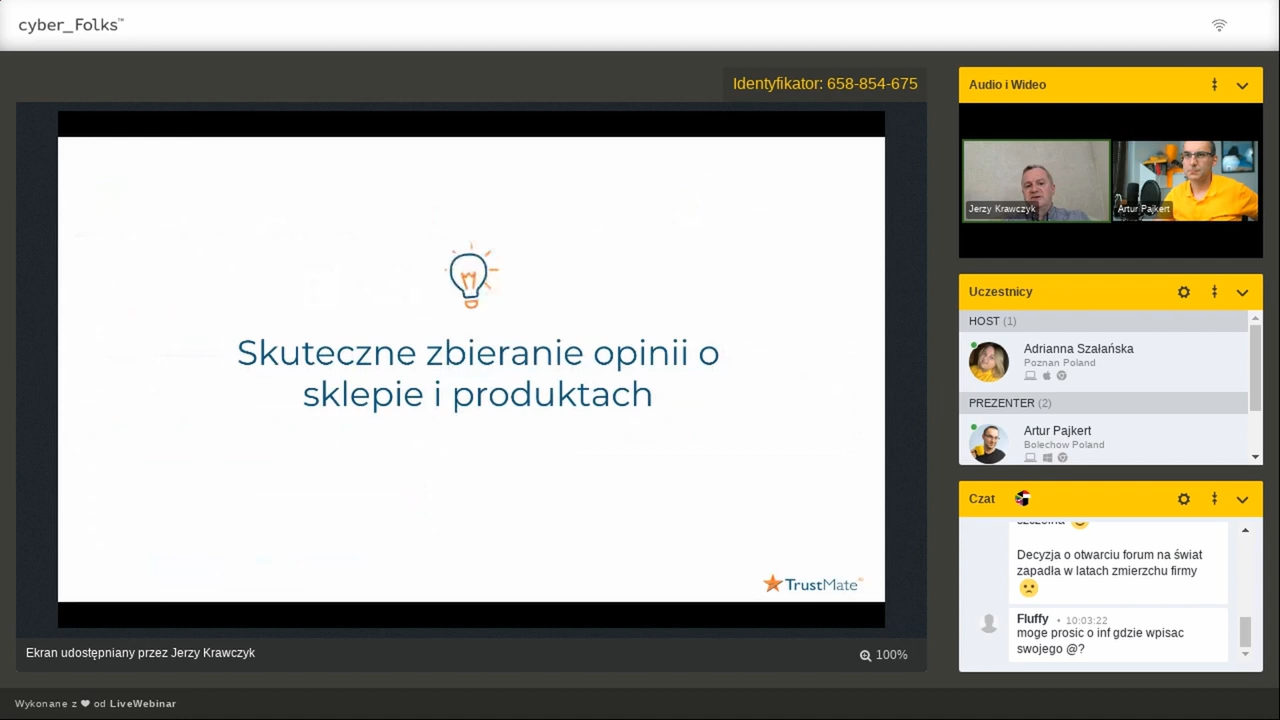 cyber_Folks™
Identyfikator: 658-854-675
Skuteczne zbieranie opinii o
sklepie i produktach
TrustMate
Ekran udostępniany przez Jerzy Krawczyk
100%
Audio i Wideo
Jerzy Krawczyk
Artur Pajkert
Uczestnicy
HOST (1)
Adrianna Szałańska
Poznan Poland
PREZENTER (2)
Artur Pajkert
Bolechow Poland
Czat
Decyzja o otwarciu forum na świat
zapadła w latach zmierzchu firmy
Fluffy • 10:03:22
moge prosic o inf gdzie wpisac
swojego @?
Wykonane z ❤ od LiveWebinar